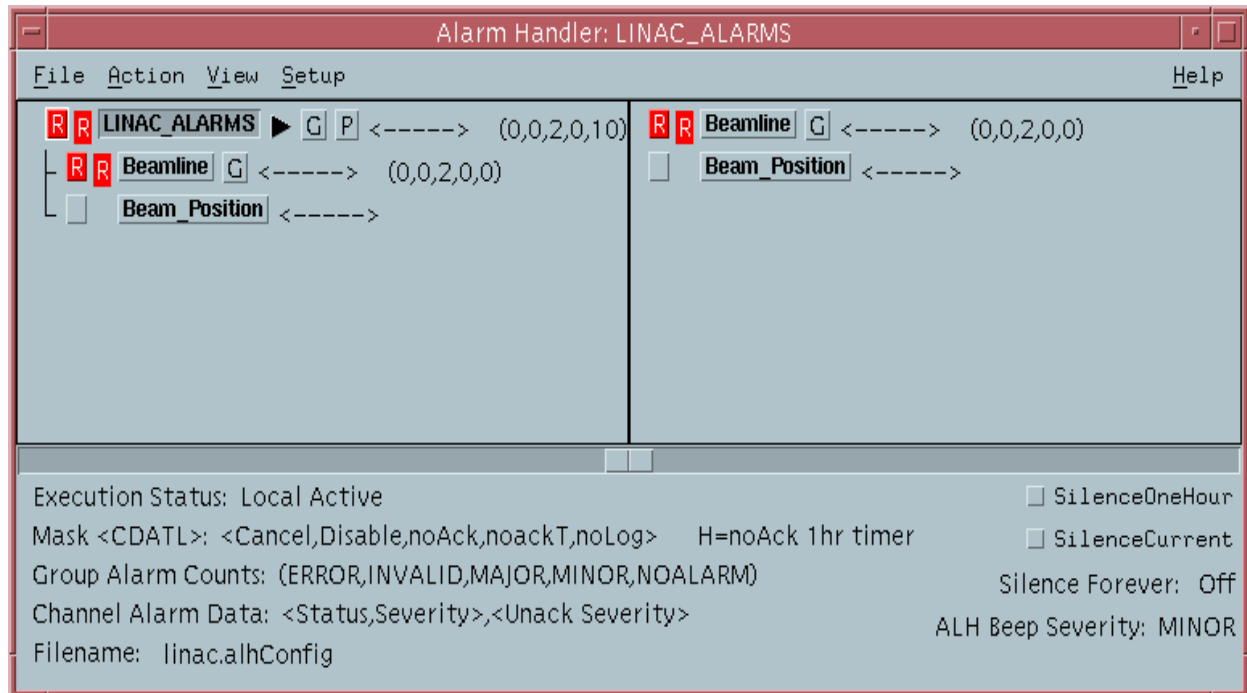 Alarm Handler: LINAC_ALARMS
File Action View Setup Help
R R LINAC_ALARMS G P <-----> (0,0,2,0,10)
R R Beamline G <-----> (0,0,2,0,0)
Beam_Position <----->
R R Beamline G <-----> (0,0,2,0,0)
Beam_Position <----->
Execution Status: Local Active
Mask <CDATL>: <Cancel,Disable,noAck,noackT,noLog> H=noAck 1hr timer
Group Alarm Counts: (ERROR,INVALID,MAJOR,MINOR,NOALARM)
Channel Alarm Data: <Status,Severity>,<Unack Severity>
Filename: linac.alhConfig
SilenceOneHour
SilenceCurrent
Silence Forever: Off
ALH Beep Severity: MINOR